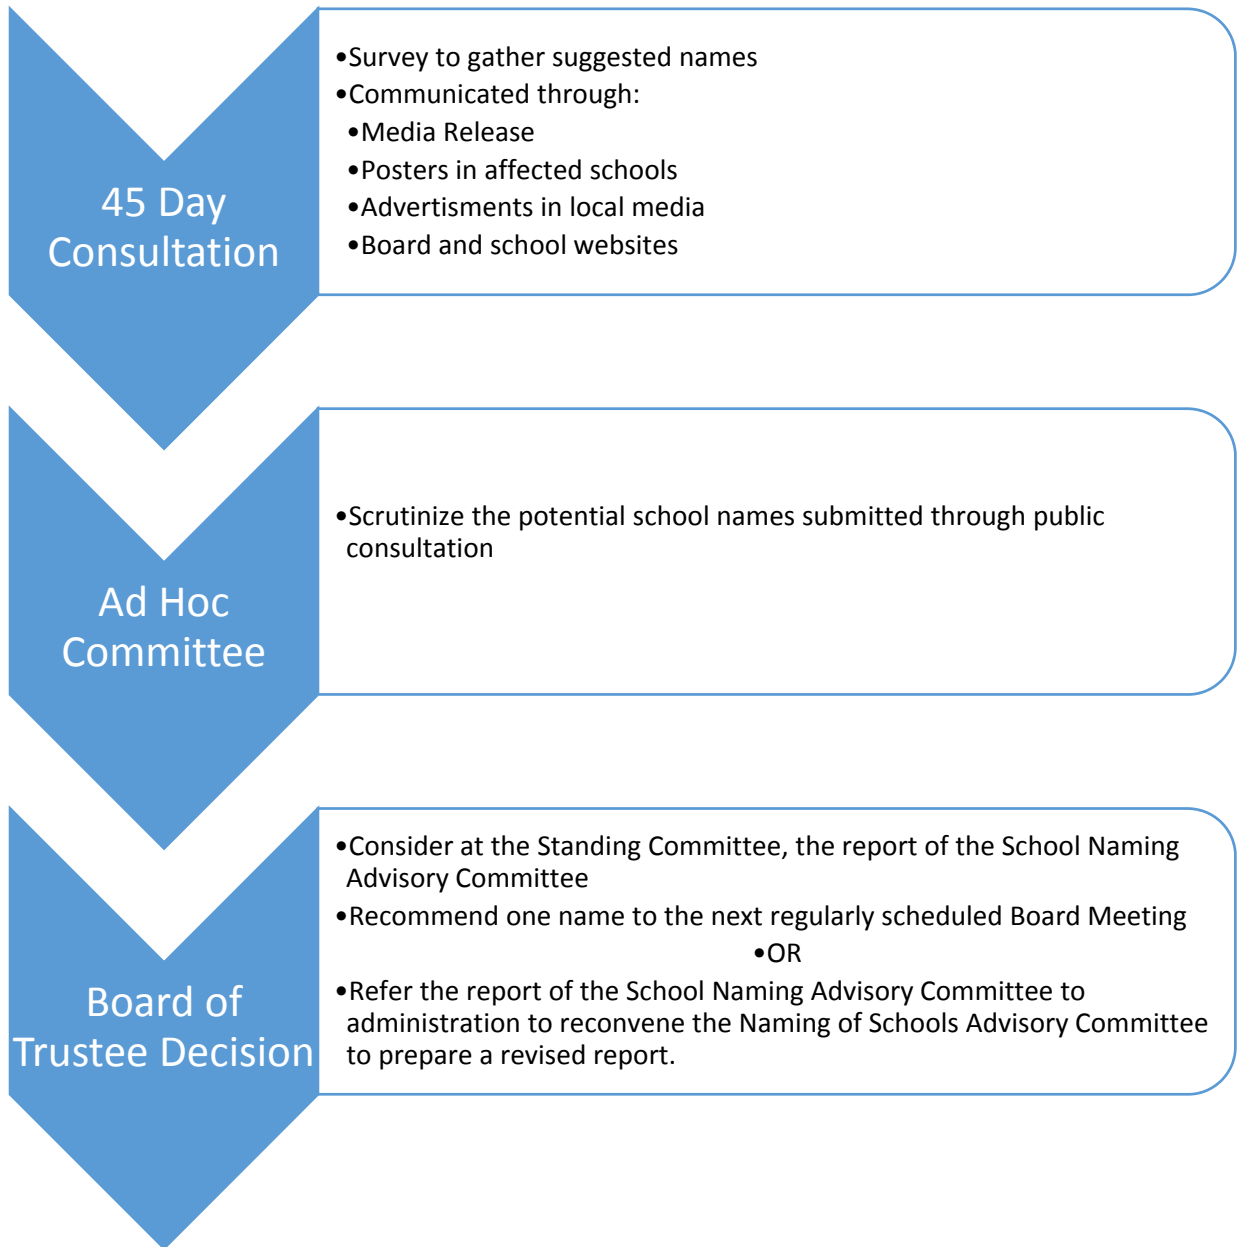 45 Day
Consultation
•Survey to gather suggested names
•Communicated through:
•Media Release
•Posters in affected schools
•Advertisments in local media
•Board and school websites
Ad Hoc
Committee
•Scrutinize the potential school names submitted through public
consultation
Board of
Trustee Decision
•Consider at the Standing Committee, the report of the School Naming
Advisory Committee
•Recommend one name to the next regularly scheduled Board Meeting
•OR
•Refer the report of the School Naming Advisory Committee to
administration to reconvene the Naming of Schools Advisory Committee
to prepare a revised report.